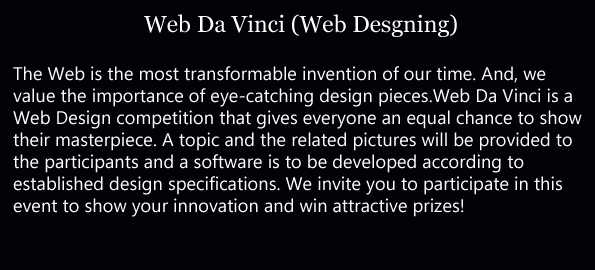 Web Da Vinci (Web Desgning)
The Web is the most transformable invention of our time. And, we
value the importance of eye-catching design pieces.Web Da Vinci is a
Web Design competition that gives everyone an equal chance to show
their masterpiece. A topic and the related pictures will be provided to
the participants and a software is to be developed according to
established design specifications. We invite you to participate in this
event to show your innovation and win attractive prizes!